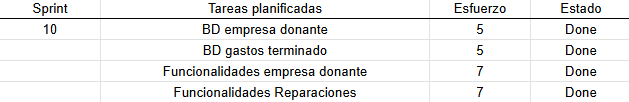 Sprint Tareas planificadas Esfuerzo Estado
10 BD empresa donante 5 Done
BD gastos terminado 5 Done
Funcionalidades empresa donante 7 Done
Funcionalidades Reparaciones 7 Done